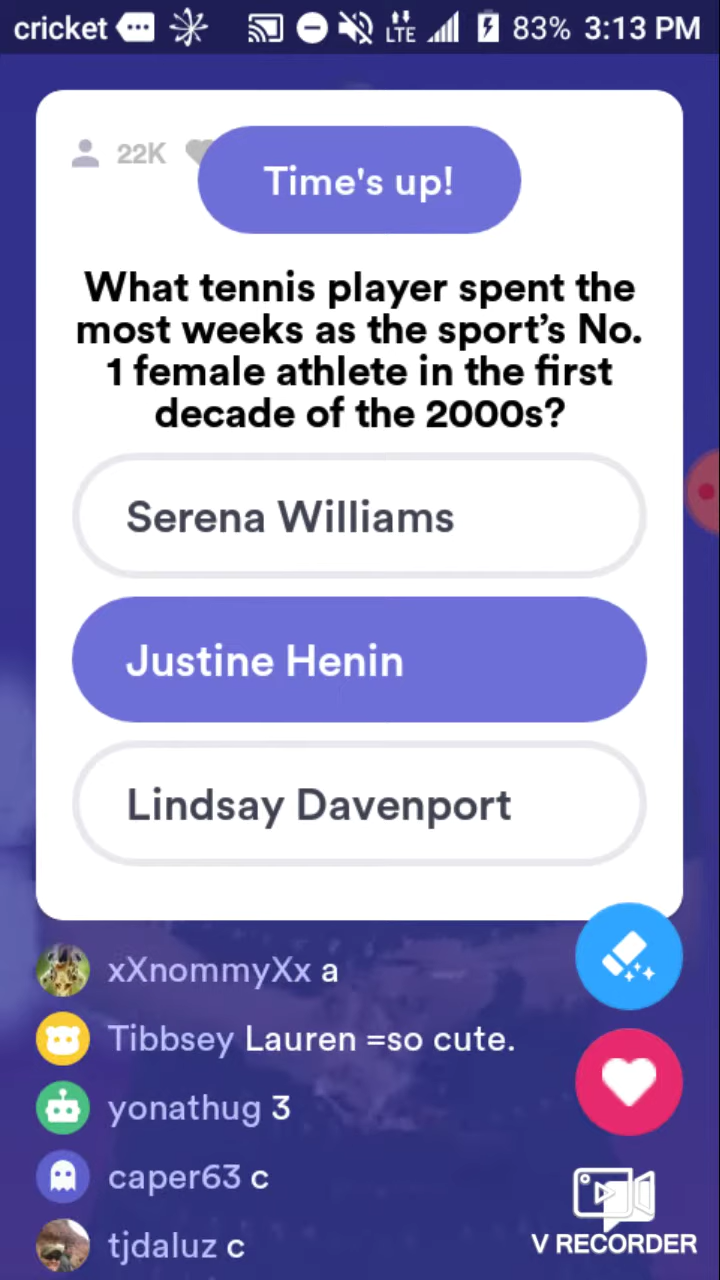 cricket LTE 83% 3:13 PM
22K
Time's up!
What tennis player spent the
most weeks as the sport’s No.
1 female athlete in the first
decade of the 2000s?
Serena Williams
Justine Henin
Lindsay Davenport
xXnommyXx a
Tibbsey Lauren =so cute.
yonathug 3
caper63 c
tjdaluz c
V RECORDER